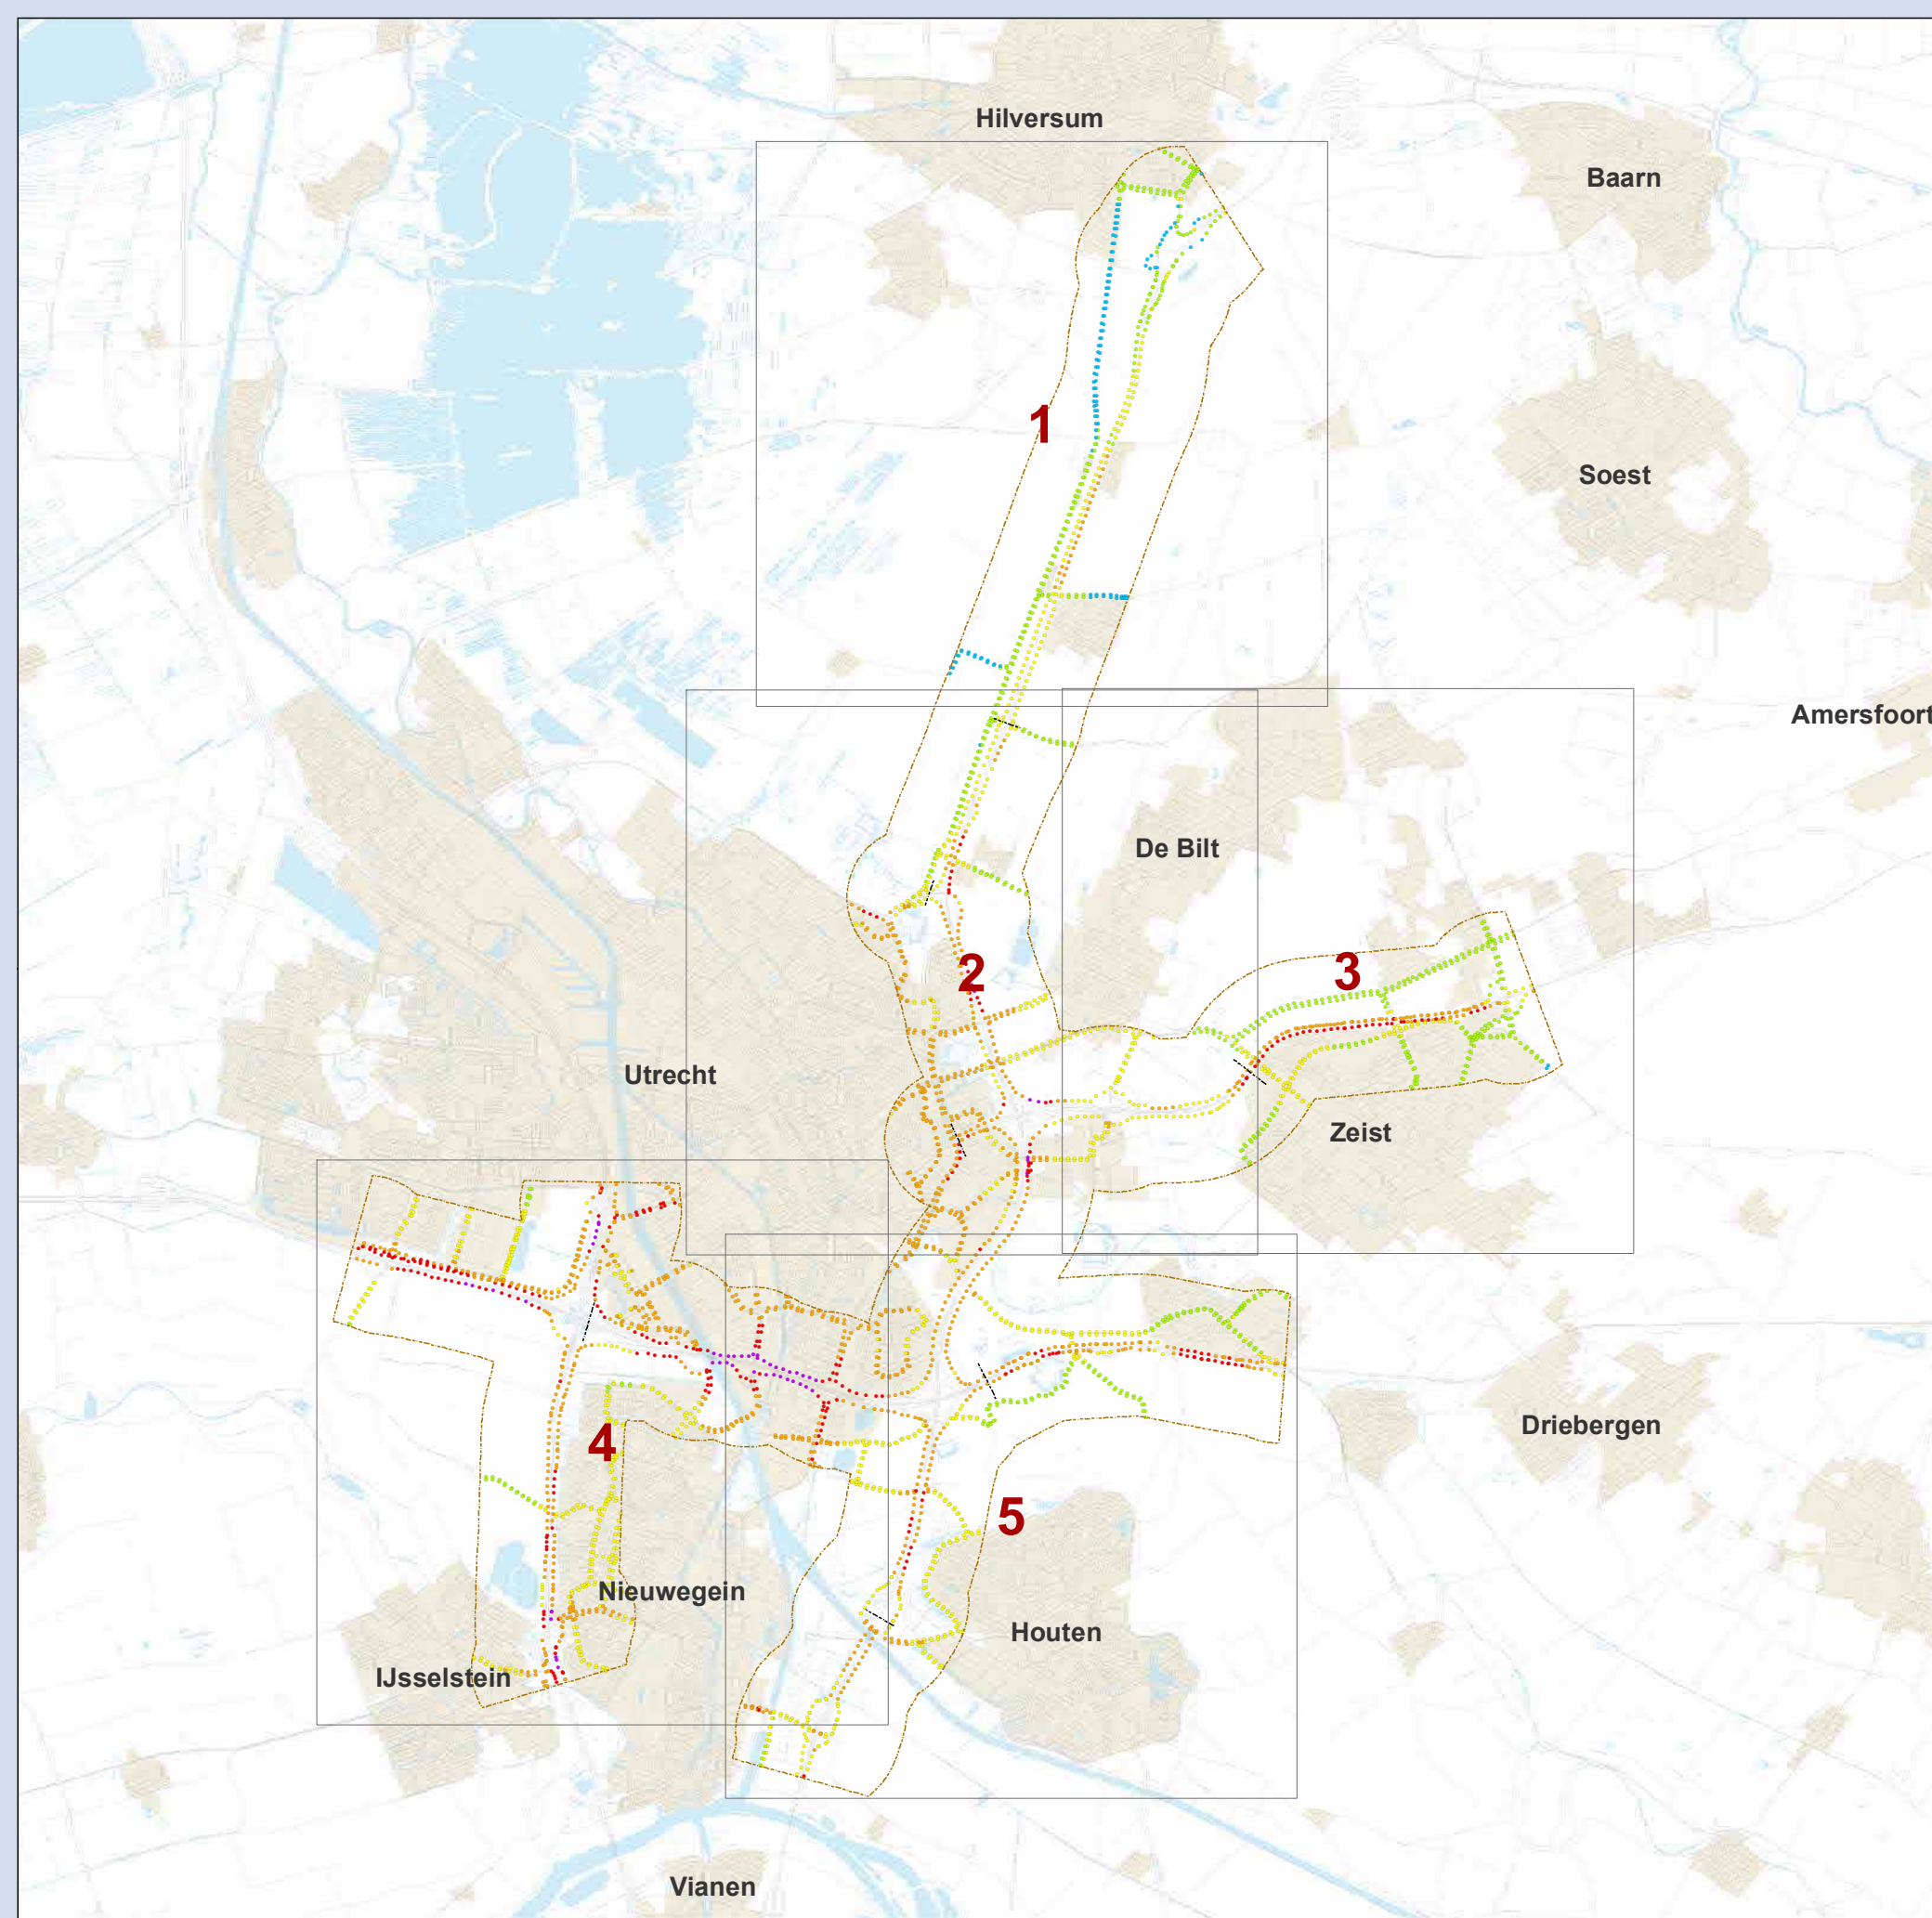 Hilversum
Baarn
1
Soest
Amersfoort
De Bilt
2
3
Utrecht
Zeist
4
Driebergen
5
Nieuwegein
Houten
IJsselstein
Vianen